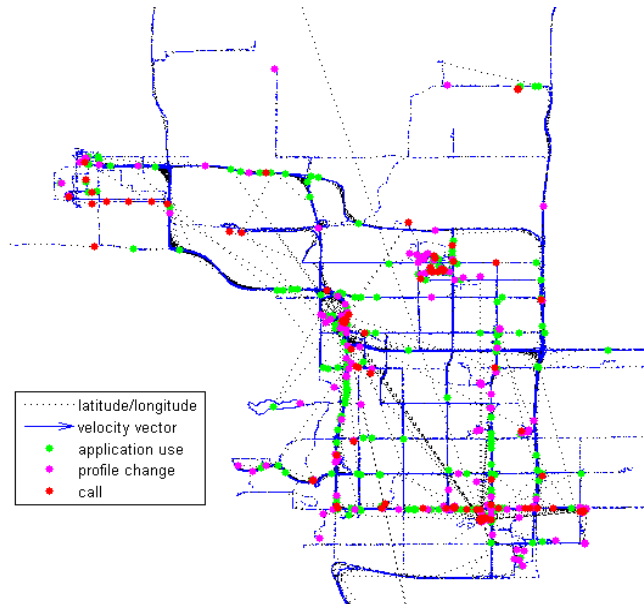 latitude/longitude
velocity vector
application use
profile change
call